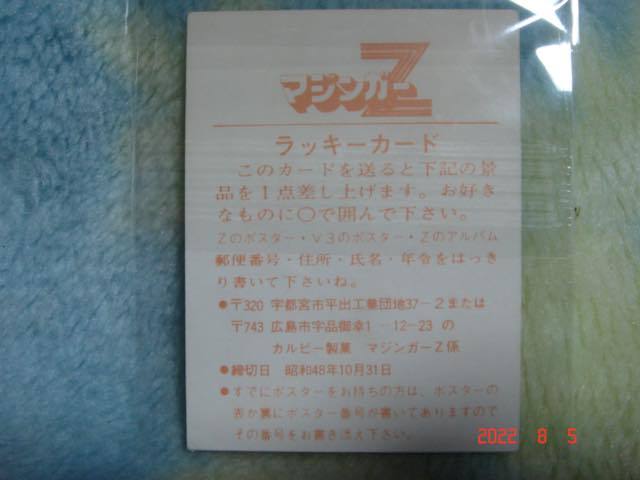 マジンガーZ
ラッキーカード
このカードを送ると下記の景
品を1点差し上げます。お好き
なものに○で囲んで下さい。
Zのポスター・V3のポスター・Zのアルバム
郵便番号・住所・氏名・年令をはっき
り書いて下さいね。
●〒320 宇都宮市平出工業団地37－2または
〒743 広島市宇品御幸1－12-23の
カルビー製菓 マジンガーZ係
●締切日 昭和48年10月31日
●すでにポスターをお持ちの方は、ポスターの
表か裏にポスター番号が書いてありますので
その番号をお書き添え下さい。
2022 8 5